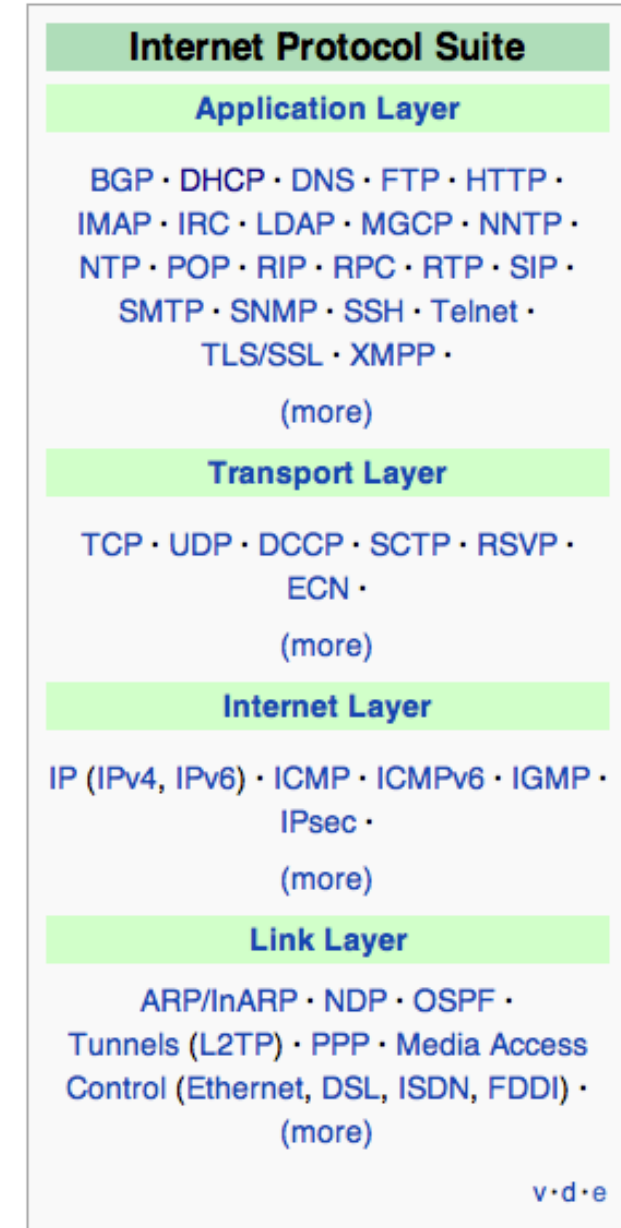 Internet Protocol Suite
Application Layer
BGP · DHCP · DNS · FTP · HTTP ·
IMAP · IRC · LDAP · MGCP · NNTP ·
NTP · POP · RIP · RPC · RTP · SIP ·
SMTP · SNMP · SSH · Telnet ·
TLS/SSL · XMPP ·
(more)
Transport Layer
TCP · UDP · DCCP · SCTP · RSVP ·
ECN ·
(more)
Internet Layer
IP (IPv4, IPv6) · ICMP · ICMPv6 · IGMP ·
IPsec ·
(more)
Link Layer
ARP/InARP · NDP · OSPF ·
Tunnels (L2TP) · PPP · Media Access
Control (Ethernet, DSL, ISDN, FDDI) ·
(more)
v·d·e